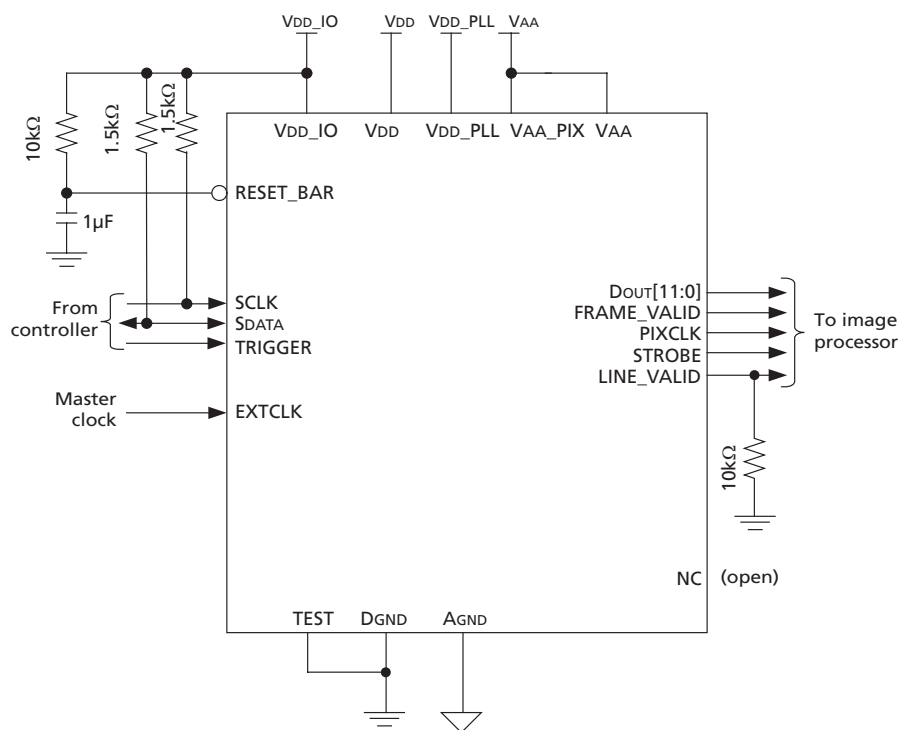 VDD_IO VDD VDD_PLL VAA
10kΩ
1.5kΩ
1.5kΩ
VDD_IO VDD VDD_PLL VAA_PIX VAA
RESET_BAR
1µF
From
controller
SCLK
SDATA
TRIGGER
Master
clock
EXTCLK
DOUT[11:0]
FRAME_VALID
PIXCLK
STROBE
LINE_VALID
To image
processor
10kΩ
NC (open)
TEST DGND AGND